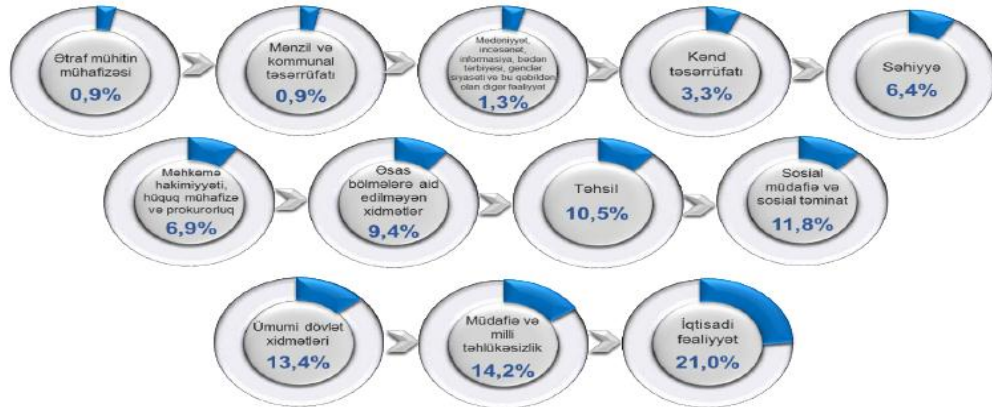 Ətraf mühitin
mühafizəsi
0,9%
Mənzil və
kommunal
təsərrüfatı
0,9%
Mədəniyyət,
incəsənət,
informasiya, bədən
tərbiyəsi, gənclər
siyasəti və bu qəbildən
olan digər fəaliyyət
1,3%
Kənd
təsərrüfatı
3,3%
Səhiyyə
6,4%
Məhkəmə
hakimiyyəti,
hüquq mühafizə
və prokurorluq
6,9%
Əsas
bölmələrə aid
edilməyən
xidmətlər
9,4%
Təhsil
10,5%
Sosial
müdafiə və
sosial təminat
11,8%
Ümumi dövlət
xidmətləri
13,4%
Müdafiə və
milli
təhlükəsizlik
14,2%
İqtisadi
fəaliyyət
21,0%